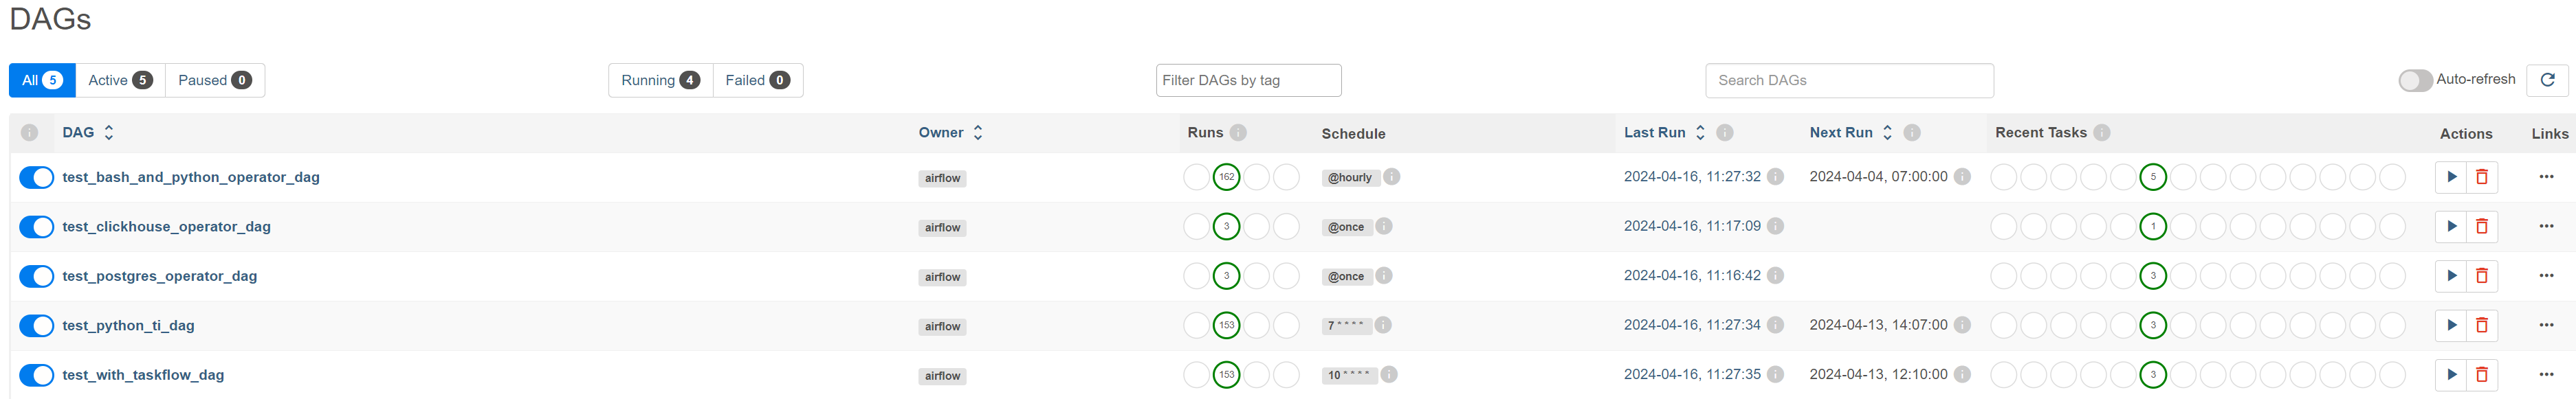 DAGs
All 5 Active 5 Paused 0 Running 4 Failed 0 Filter DAGs by tag Search DAGs Auto-refresh
DAG Owner Runs Schedule Last Run Next Run Recent Tasks Actions Links
test_bash_and_python_operator_dag airflow 162 @hourly 2024-04-16, 11:27:32 2024-04-04, 07:00:00 5
test_clickhouse_operator_dag airflow 3 @once 2024-04-16, 11:17:09 1
test_postgres_operator_dag airflow 3 @once 2024-04-16, 11:16:42 3
test_python_ti_dag airflow 153 7 * * * * 2024-04-16, 11:27:34 2024-04-13, 14:07:00 3
test_with_taskflow_dag airflow 153 10 * * * * 2024-04-16, 11:27:35 2024-04-13, 12:10:00 3